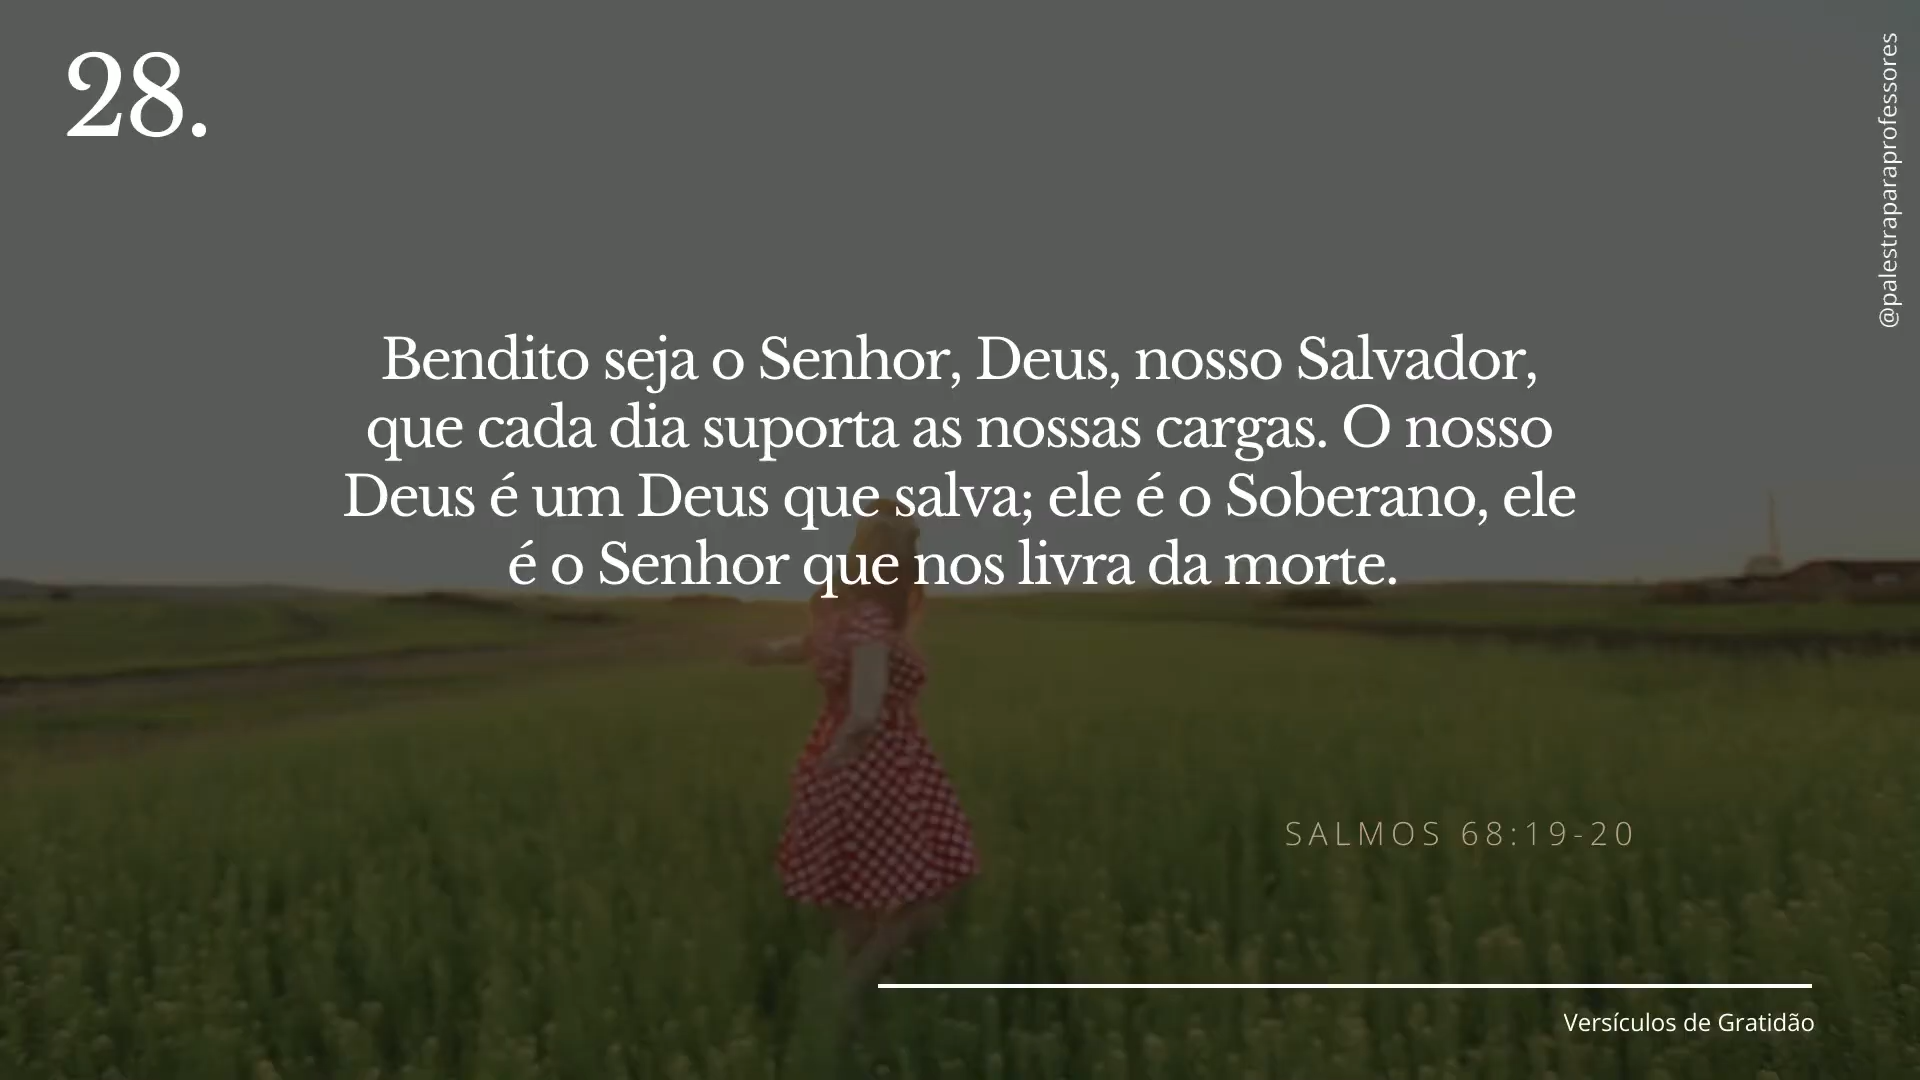 28.
@palestraparaprofessores
Bendito seja o Senhor, Deus, nosso Salvador,
que cada dia suporta as nossas cargas. O nosso
Deus é um Deus que salva; ele é o Soberano, ele
é o Senhor que nos livra da morte.
SALMOS 68:19-20
Versículos de Gratidão